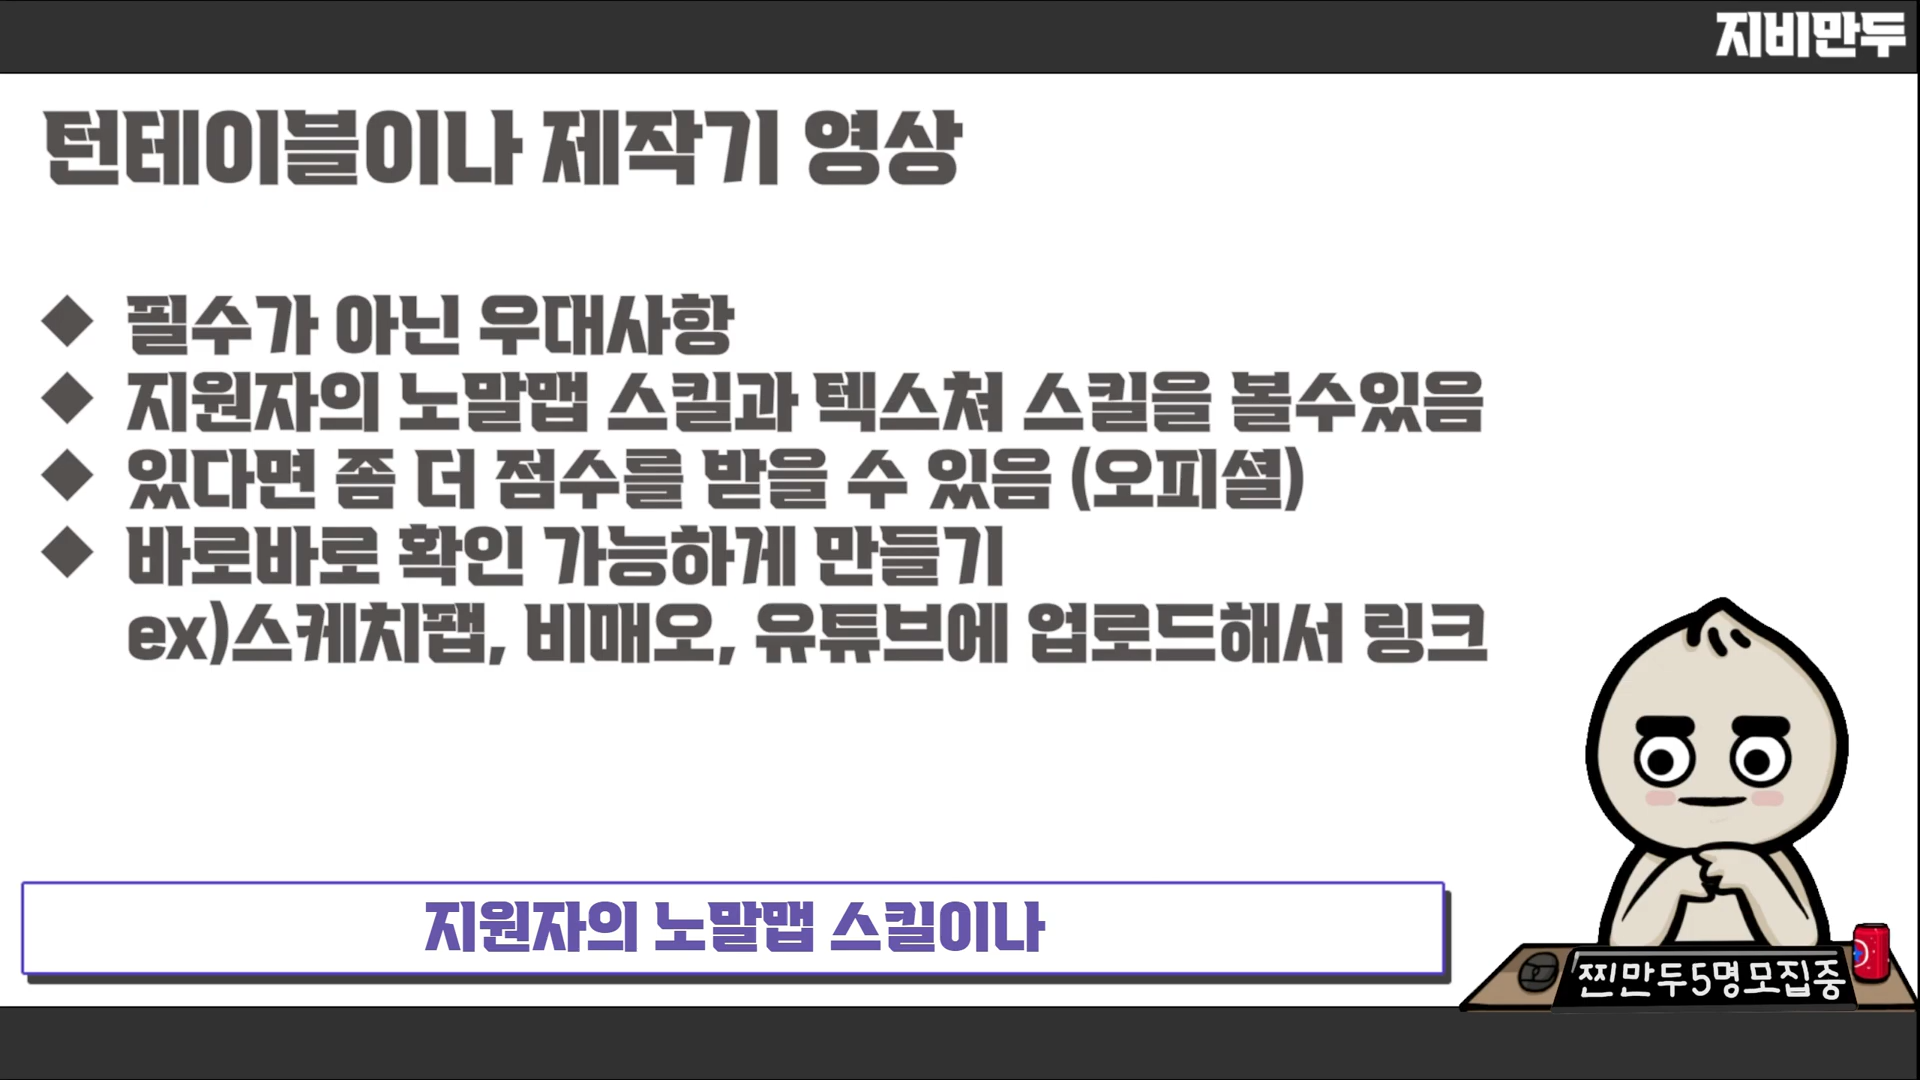 지비만두
턴테이블이나 제작기 영상
◆ 필수가 아닌 우대사항
◆ 지원자의 노말맵 스킬과 텍스쳐 스킬을 볼수있음
◆ 있다면 좀 더 점수를 받을 수 있음 (오피셜)
◆ 바로바로 확인 가능하게 만들기
ex)스케치팹, 비매오, 유튜브에 업로드해서 링크
지원자의 노말맵 스킬이나
찐만두5명모집중